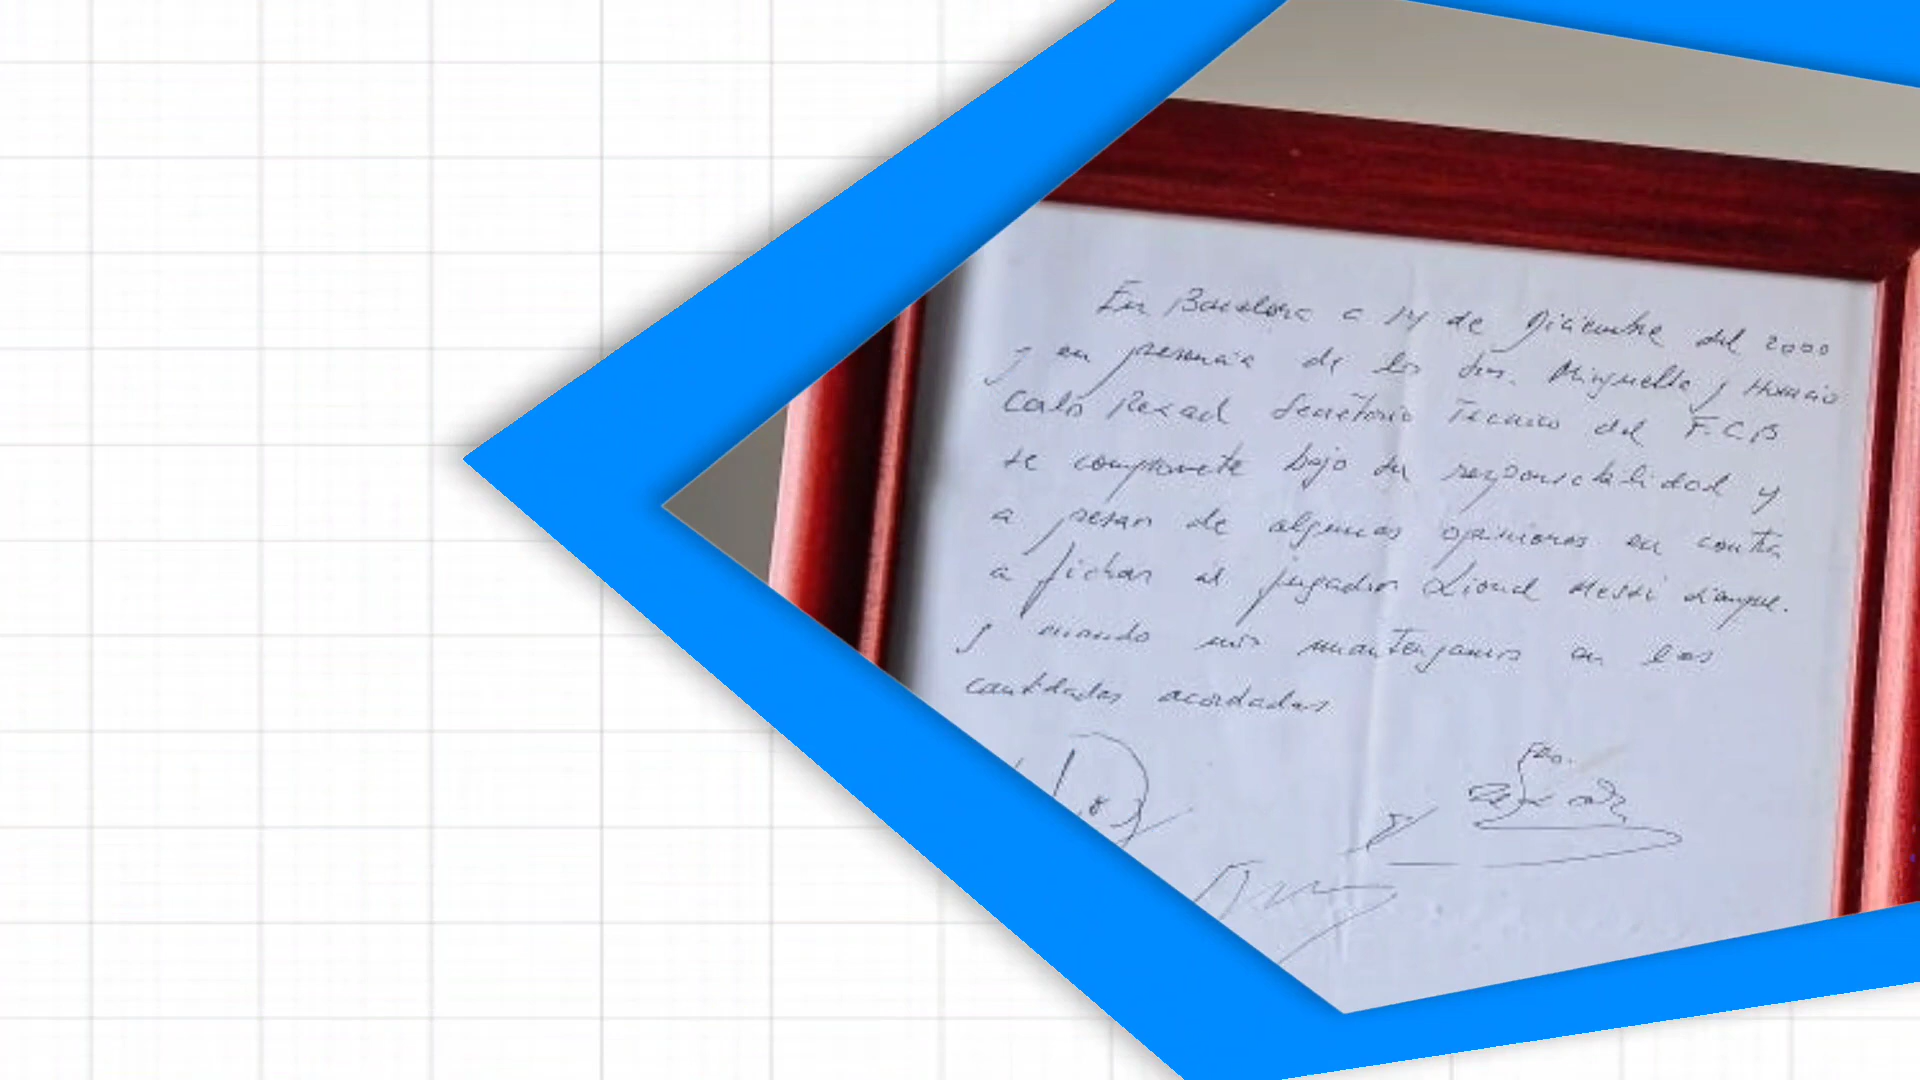 En Barcelona a 14 de Diciembre del 2000
y en presencia de los Srs. Minguella y Horacio
Carlos Rexach Secretario Técnico del F.C.B
se compromete bajo su responsabilidad y
a pesar de algunas opiniones en contra
a fichar al jugador Lionel Messi siempre
y cuando nos mantengamos en las
cantidades acordadas